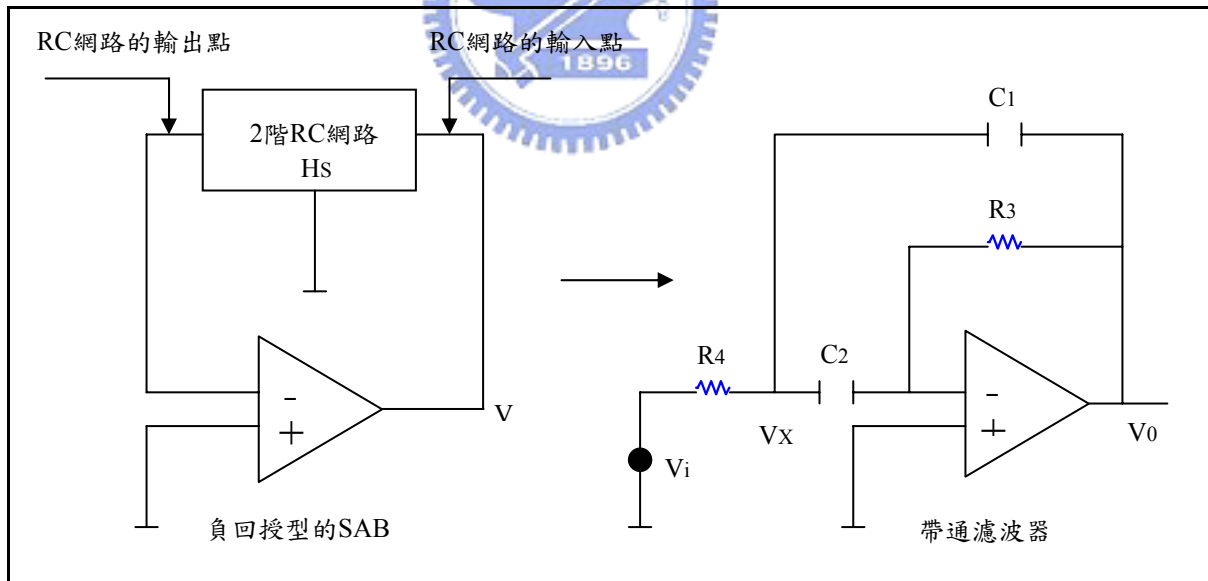 1896
RC網路的輸出點
RC網路的輸入點
2階RC網路
HS
-
+
V
負回授型的SAB
C1
R3
R4
C2
VX
Vi
-
+
V0
帶通濾波器